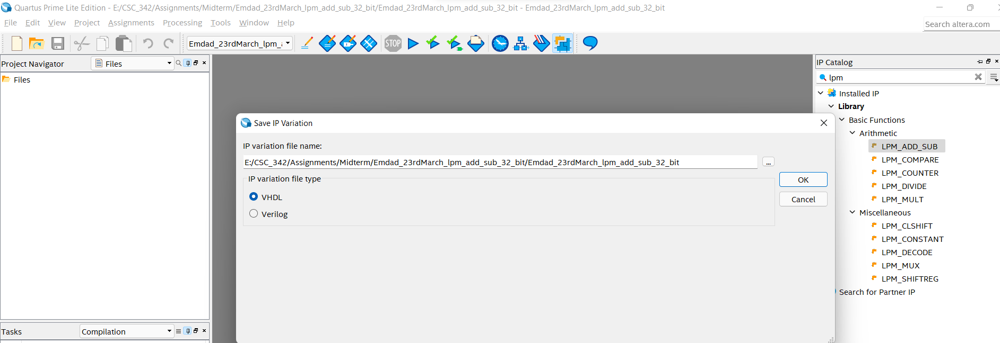 Quartus Prime Lite Edition - E:/CSC_342/Assignments/Midterm/Emdad_23rdMarch_lpm_add_sub_32_bit/Emdad_23rdMarch_lpm_add_sub_32_bit - Emdad_23rdMarch_lpm_add_sub_32_bit
File Edit View Project Assignments Processing Tools Window Help
Search altera.com
Emdad_23rdMarch_lpm_
STOP
Project Navigator
Files
Files
Save IP Variation
IP variation file name:
E:/CSC_342/Assignments/Midterm/Emdad_23rdMarch_lpm_add_sub_32_bit/Emdad_23rdMarch_lpm_add_sub_32_bit
...
IP variation file type
VHDL
Verilog
OK
Cancel
IP Catalog
lpm
Installed IP
Library
Basic Functions
Arithmetic
LPM_ADD_SUB
LPM_COMPARE
LPM_COUNTER
LPM_DIVIDE
LPM_MULT
Miscellaneous
LPM_CLSHIFT
LPM_CONSTANT
LPM_DECODE
LPM_MUX
LPM_SHIFTREG
Search for Partner IP
Tasks
Compilation